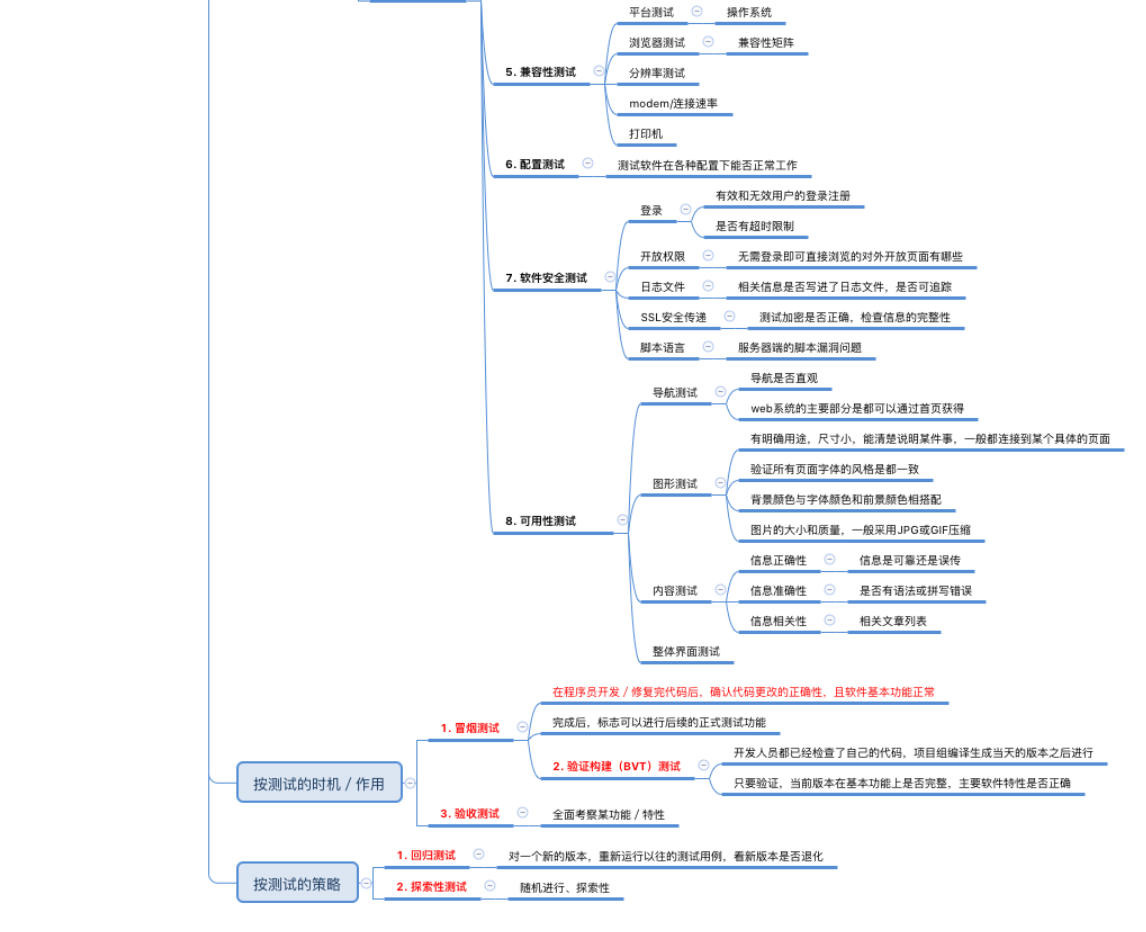 平台测试
操作系统
浏览器测试
兼容性矩阵
5. 兼容性测试
分辨率测试
modem/连接速率
打印机
6. 配置测试
测试软件在各种配置下能否正常工作
有效和无效用户的登录注册
登录
是否有超时限制
开放权限
无需登录即可直接浏览的对外开放页面有哪些
7. 软件安全测试
日志文件
相关信息是否写进了日志文件，是否可追踪
SSL安全传递
测试加密是否正确，检查信息的完整性
脚本语言
服务器端的脚本漏洞问题
导航是否直观
导航测试
web系统的主要部分是都可以通过首页获得
有明确用途，尺寸小，能清楚说明某件事，一般都连接到某个具体的页面
验证所有页面字体的风格是都一致
图形测试
背景颜色与字体颜色和前景颜色相搭配
8. 可用性测试
图片的大小和质量，一般采用JPG或GIF压缩
信息正确性
信息是可靠还是误传
内容测试
信息准确性
是否有语法或拼写错误
信息相关性
相关文章列表
整体界面测试
在程序员开发 / 修复完代码后，确认代码更改的正确性，且软件基本功能正常
1. 冒烟测试
完成后，标志可以进行后续的正式测试功能
开发人员都已经检查了自己的代码，项目组编译生成当天的版本之后进行
2. 验证构建（BVT）测试
按测试的时机 / 作用
只要验证，当前版本在基本功能上是否完整，主要软件特性是否正确
3. 验收测试
全面考察某功能 / 特性
1. 回归测试
对一个新的版本，重新运行以往的测试用例，看新版本是否退化
按测试的策略
2. 探索性测试
随机进行、探索性